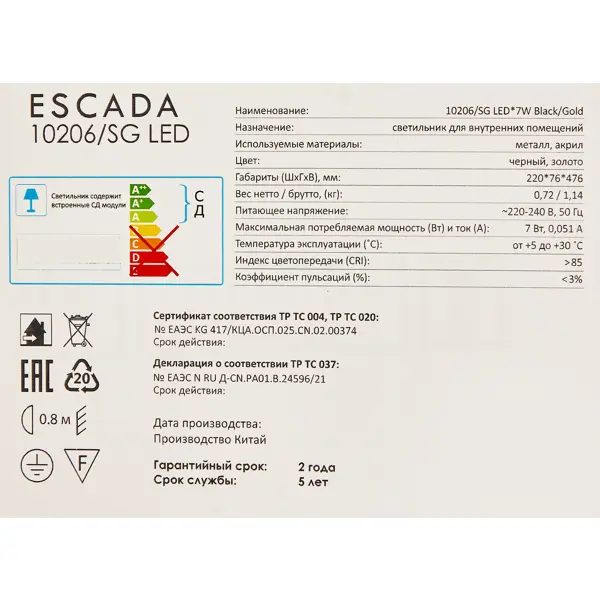 ESCADA
10206/SG LED
Светильник содержит
встроенные СД модули
A++
A+
A
B
C
D
E
С
Д
Наименование: 10206/SG LED*7W Black/Gold
Назначение: светильник для внутренних помещений
Используемые материалы: металл, акрил
Цвет: черный, золото
Габариты (ШхГхВ), мм: 220*76*476
Вес нетто / брутто, (кг): 0,72 / 1,14
Питающее напряжение: ~220-240 В, 50 Гц
Максимальная потребляемая мощность (Вт) и ток (А): 7 Вт, 0,051 А
Температура эксплуатации (˚С): от +5 до +30 ˚С
Индекс цветопередачи (CRI): >85
Коэффициент пульсаций (%): <3%
Сертификат соответствия ТР ТС 004, ТР ТС 020:
№ ЕАЭС KG 417/КЦА.ОСП.025.CN.02.00374
Срок действия:
Декларация о соответствии ТР ТС 037:
№ ЕАЭС N RU Д-CN.РА01.В.24596/21
Срок действия:
EAC
20
0.8 м
F
Дата производства:
Производство Китай
Гарантийный срок: 2 года
Срок службы: 5 лет